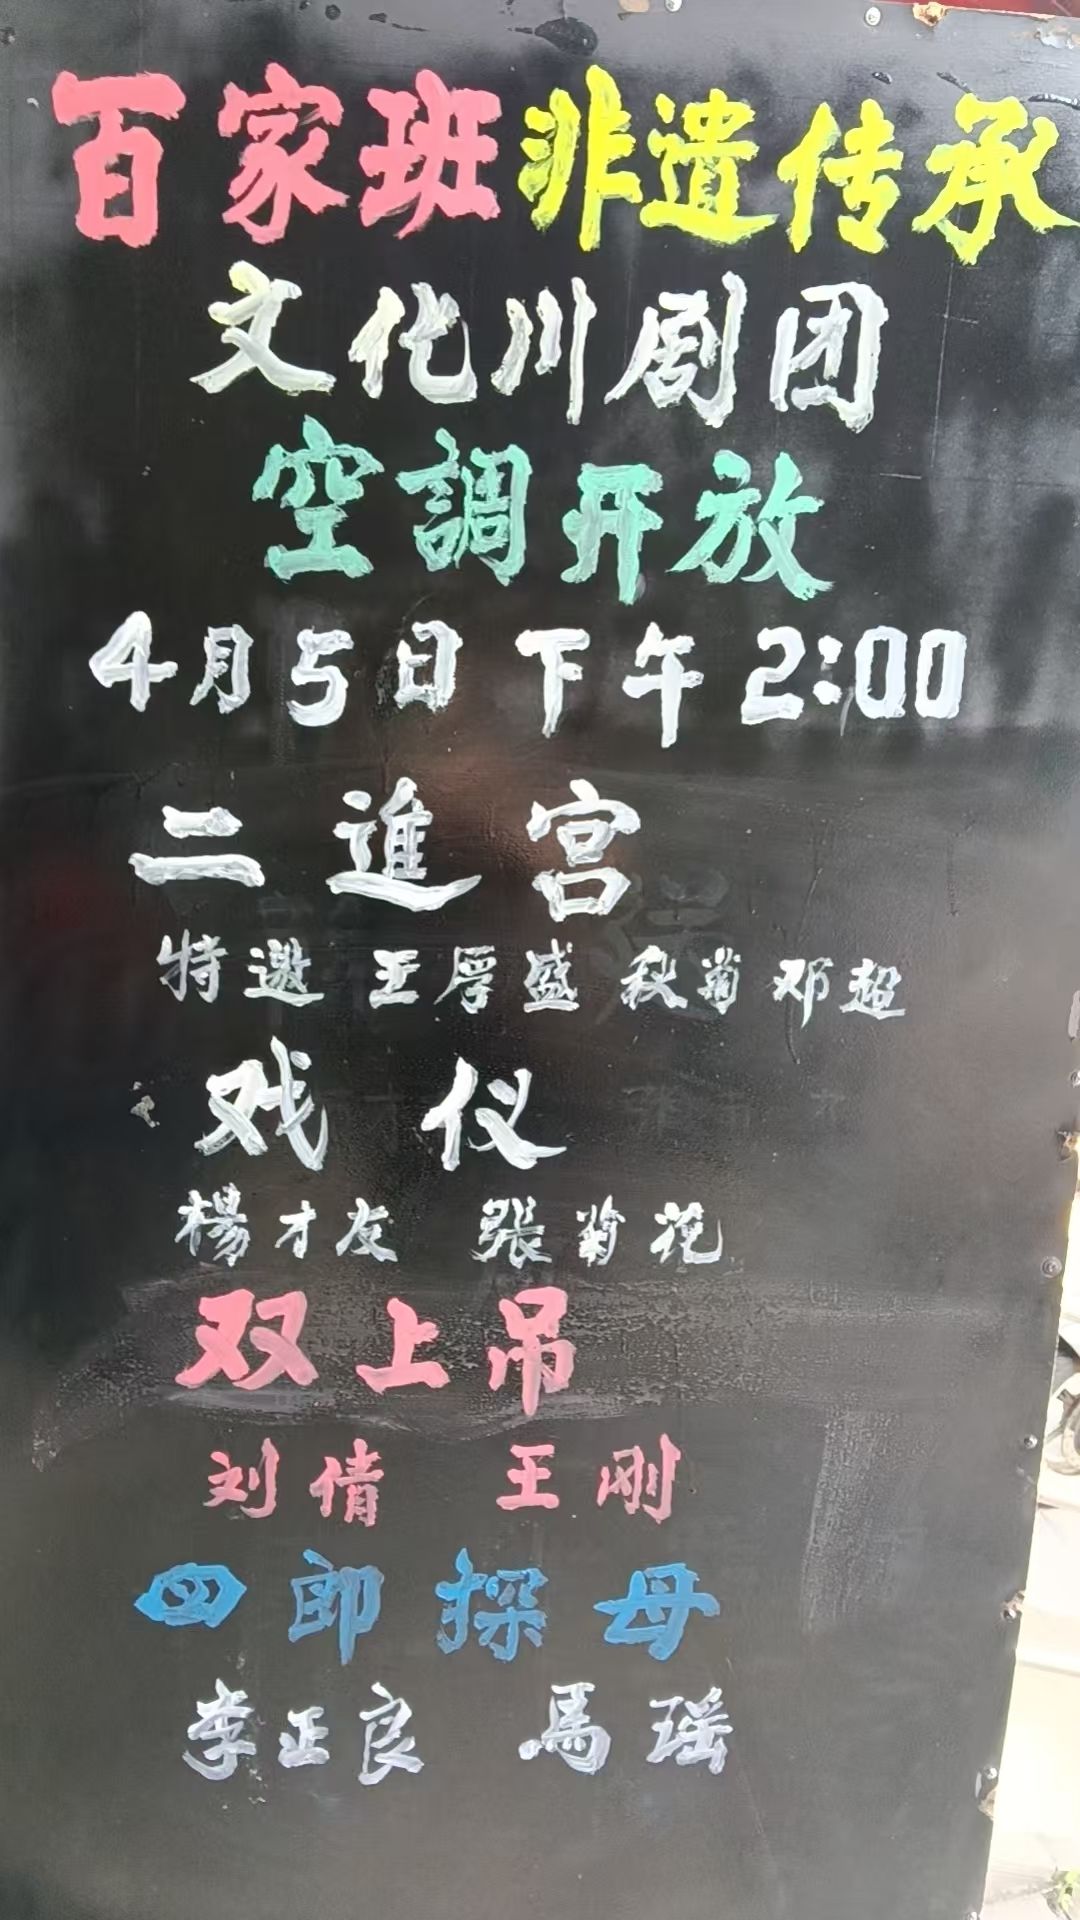 百家班非遗传承
文化川剧团
空調开放
4月5日下午2:00
二進宫
特邀 王厚盛 秋菊 邓超
戏仪
楊才友 張菊花
双上吊
刘倩 王刚
四郎探母
李正良 馬瑶